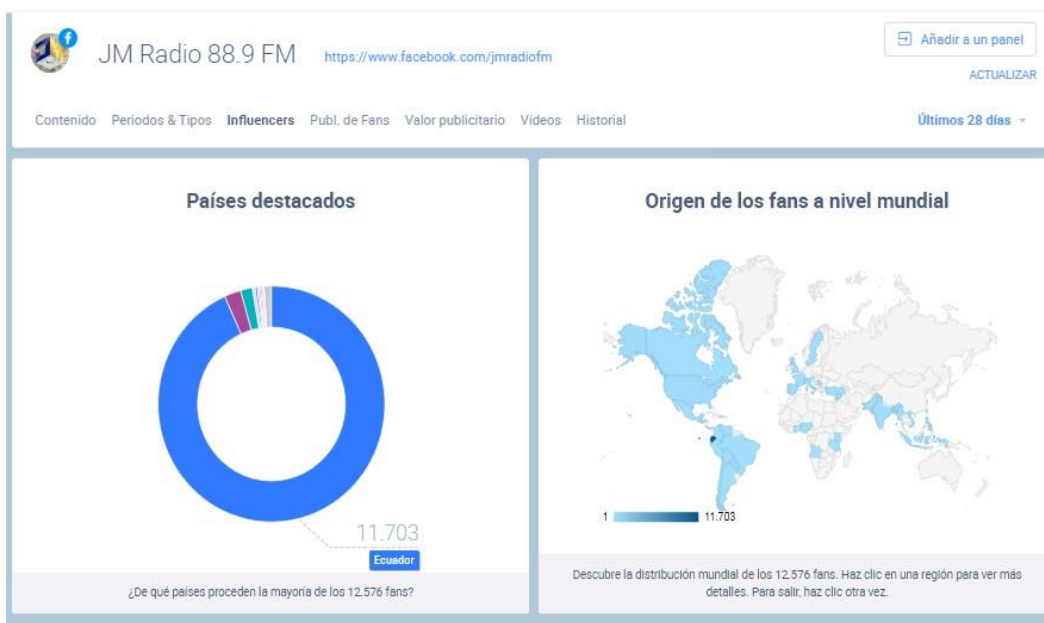 JM Radio 88.9 FM
https://www.facebook.com/jmradiofm
Añadir a un panel
ACTUALIZAR
Contenido Periodos & Tipos Influencers Publ. de Fans Valor publicitario Vídeos Historial
Últimos 28 días
Países destacados
11.703
Ecuador
¿De qué países proceden la mayoría de los 12.576 fans?
Origen de los fans a nivel mundial
1 11.703
Descubre la distribución mundial de los 12.576 fans. Haz clic en una región para ver más
detalles. Para salir, haz clic otra vez.